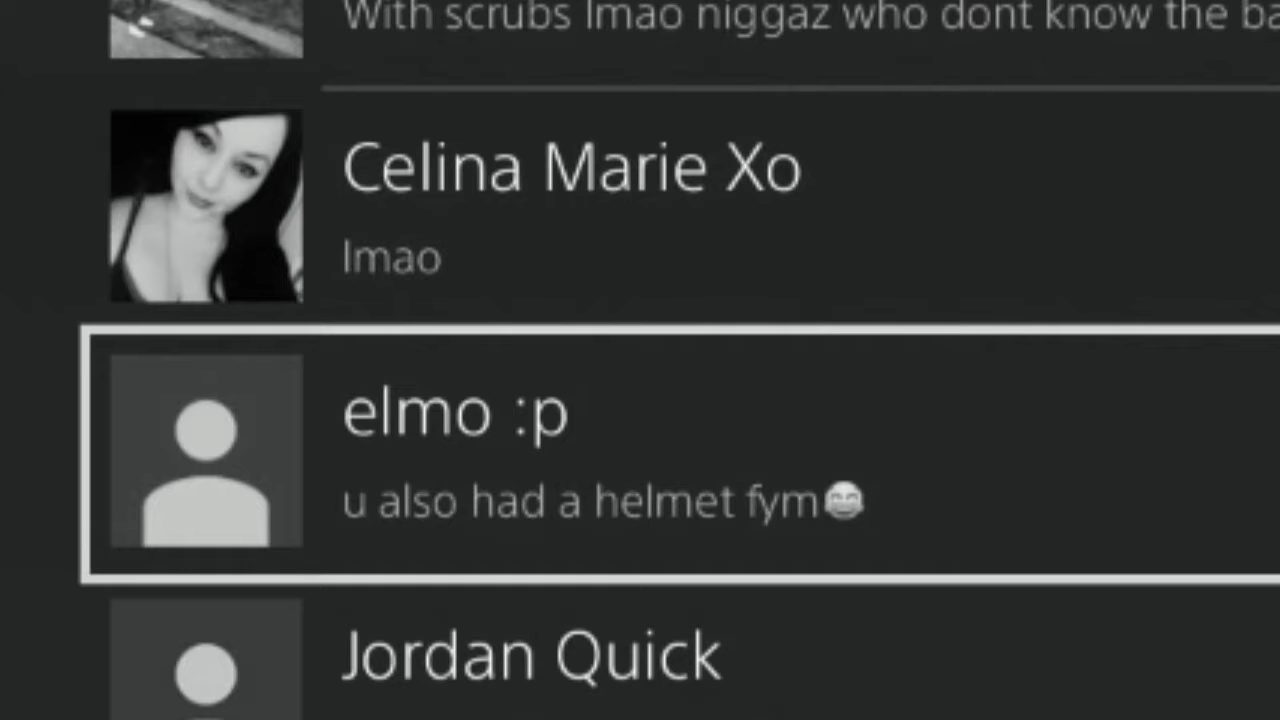 With scrubs lmao niggaz who dont know the ba
Celina Marie Xo
lmao
elmo :p
u also had a helmet fym😂
Jordan Quick